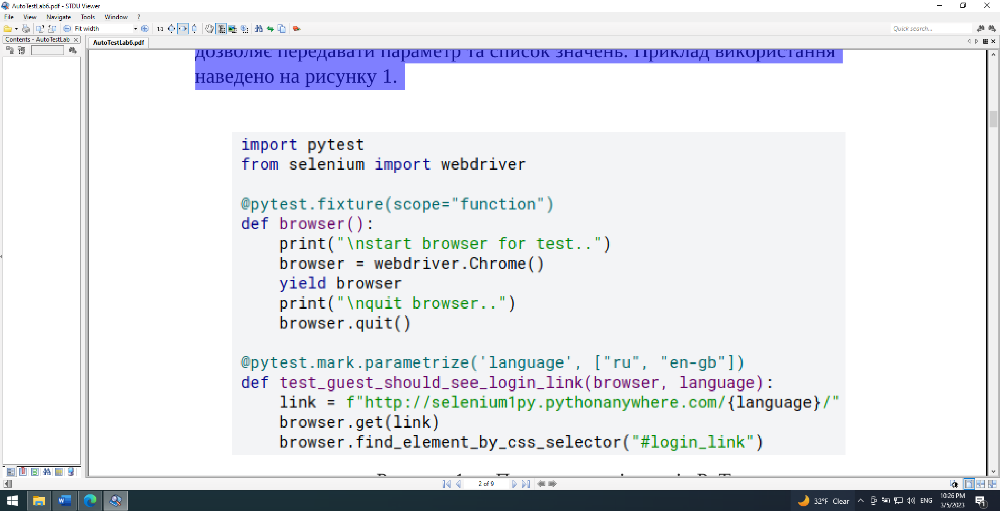 AutoTestLab6.pdf - STDU Viewer
File View Navigate Tools Window ?
Fit width 1:1 Quick search...
Contents - AutoTestLab
AutoTestLab6.pdf
дозволяє передавати параметр та список значень. Приклад використання
наведено на рисунку 1.
import pytest
from selenium import webdriver
@pytest.fixture(scope="function")
def browser():
print("\nstart browser for test..")
browser = webdriver.Chrome()
yield browser
print("\nquit browser..")
browser.quit()
@pytest.mark.parametrize('language', ["ru", "en-gb"])
def test_guest_should_see_login_link(browser, language):
link = f"http://selenium1py.pythonanywhere.com/{language}/"
browser.get(link)
browser.find_element_by_css_selector("#login_link")
2 of 9
32°F Clear
ENG
10:26 PM
3/5/2023
1